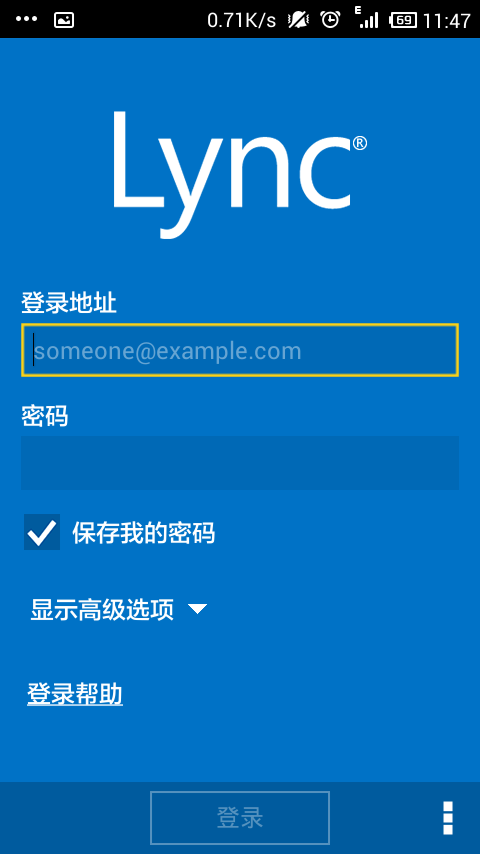 0.71K/s E 69 11:47
Lync®
登录地址
someone@example.com
密码
保存我的密码
显示高级选项
登录帮助
登录